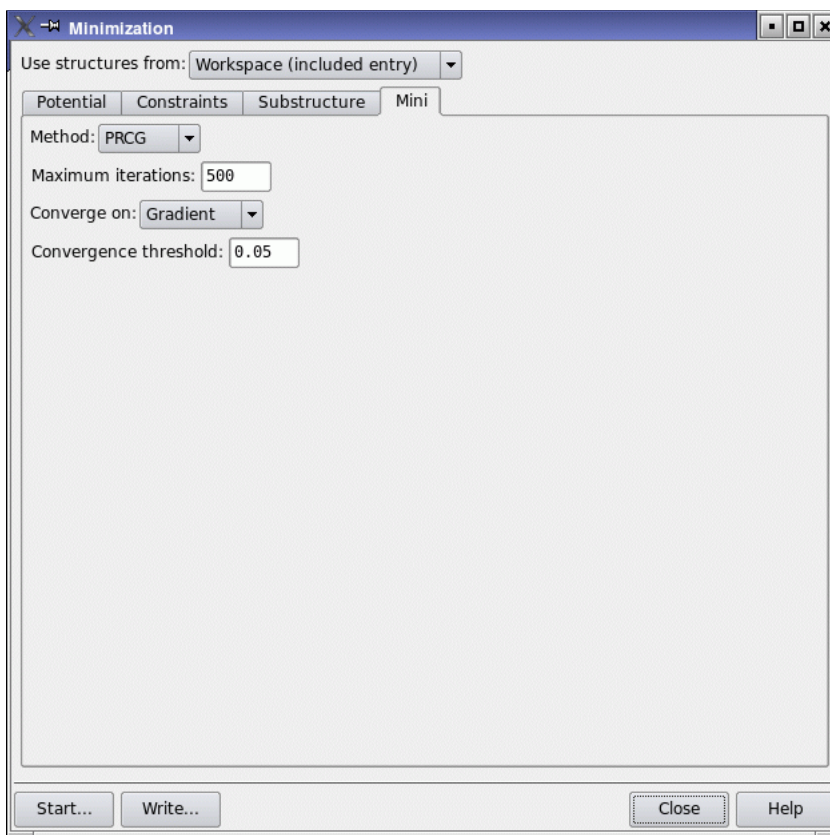 Minimization
Use structures from: Workspace (included entry)
Potential Constraints Substructure Mini
Method: PRCG
Maximum iterations: 500
Converge on: Gradient
Convergence threshold: 0.05
Start... Write... Close Help